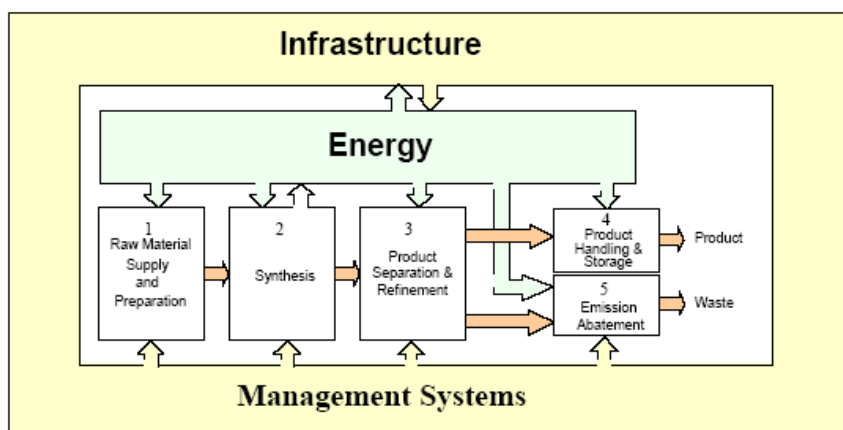 Infrastructure
Energy
1
Raw Material
Supply
and
Preparation
2
Synthesis
3
Product
Separation &
Refinement
4
Product
Handling &
Storage
Product
5
Emission
Abatement
Waste
Management Systems